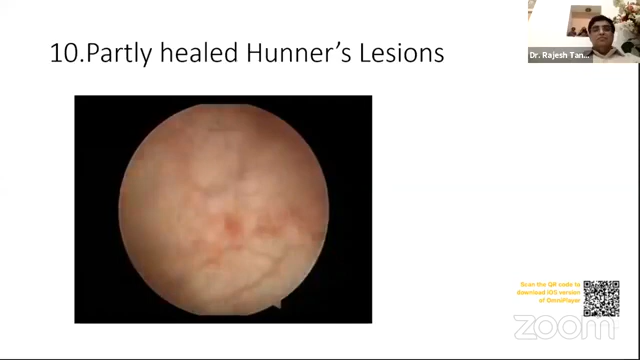 10.Partly healed Hunner's Lesions
Dr. Rajesh Tan...
Scan the QR code to
download iOS version
of OmniPlayer
zoom